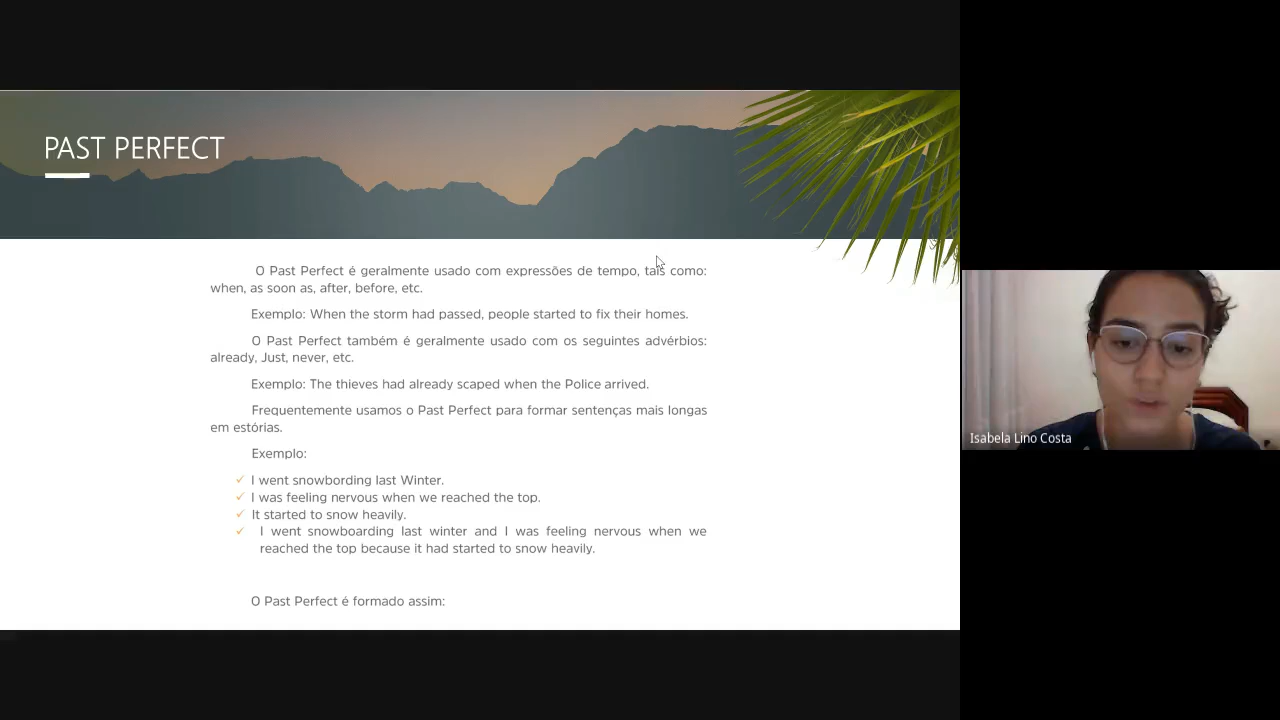 PAST PERFECT
O Past Perfect é geralmente usado com expressões de tempo, tais como:
when, as soon as, after, before, etc.
Exemplo: When the storm had passed, people started to fix their homes.
O Past Perfect também é geralmente usado com os seguintes advérbios:
already, Just, never, etc.
Exemplo: The thieves had already scaped when the Police arrived.
Frequentemente usamos o Past Perfect para formar sentenças mais longas
em estórias.
Exemplo:
I went snowbording last Winter.
I was feeling nervous when we reached the top.
It started to snow heavily.
I went snowboarding last winter and I was feeling nervous when we
reached the top because it had started to snow heavily.
O Past Perfect é formado assim:
Isabela Lino Costa